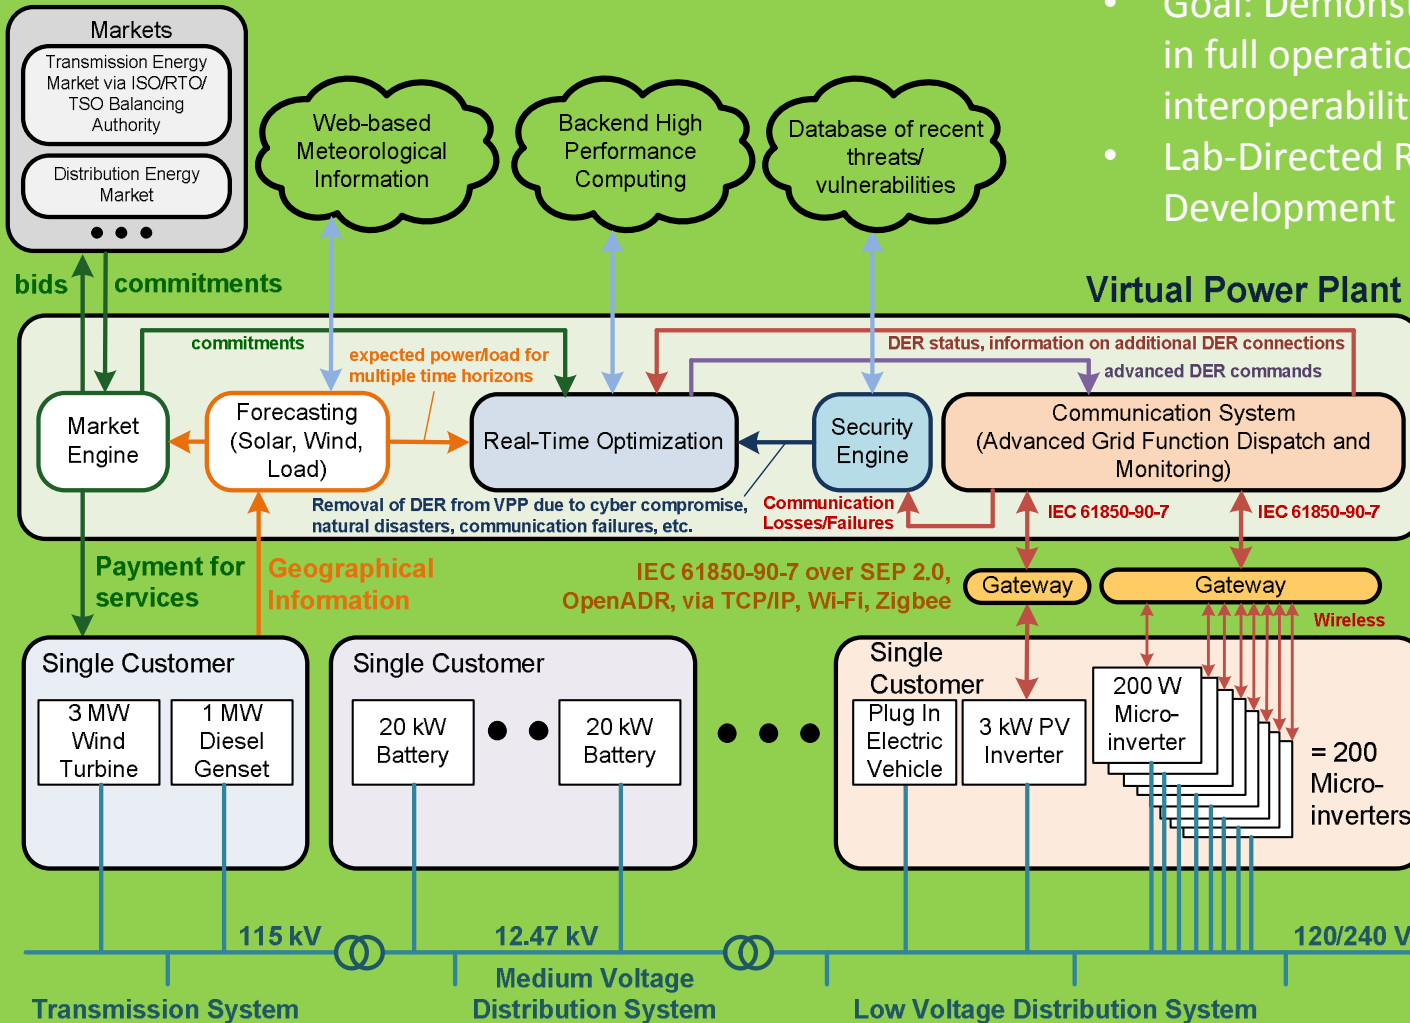 Markets
Transmission Energy
Market via ISO/RTO/
TSO Balancing
Authority
Distribution Energy
Market
Web-based
Meteorological
Information
Backend High
Performance
Computing
Database of recent
threats/
vulnerabilities
in full
interoperability
Lab-Directed
Development
bids
commitments
Virtual Power Plant
commitments
expected power/load for
multiple time horizons
DER status, information on additional DER connections
advanced DER commands
Market
Engine
Forecasting
(Solar, Wind,
Load)
Real-Time Optimization
Security
Engine
Communication System
(Advanced Grid Function Dispatch and
Monitoring)
Removal of DER from VPP due to cyber compromise,
natural disasters, communication failures, etc.
Communication
Losses/Failures
IEC 61850-90-7
IEC 61850-90-7
Payment for
services
Geographical
Information
IEC 61850-90-7 over SEP 2.0,
OpenADR, via TCP/IP, Wi-Fi, Zigbee
Gateway
Gateway
Wireless
Single Customer
3 MW
Wind
Turbine
1 MW
Diesel
Genset
Single Customer
20 kW
Battery
20 kW
Battery
Single
Customer
Plug In
Electric
Vehicle
3 kW PV
Inverter
200 W
Micro-
inverter
= 200
Micro-
inverters
115 kV
12.47 kV
120/240 V
Transmission System
Medium Voltage
Distribution System
Low Voltage Distribution System